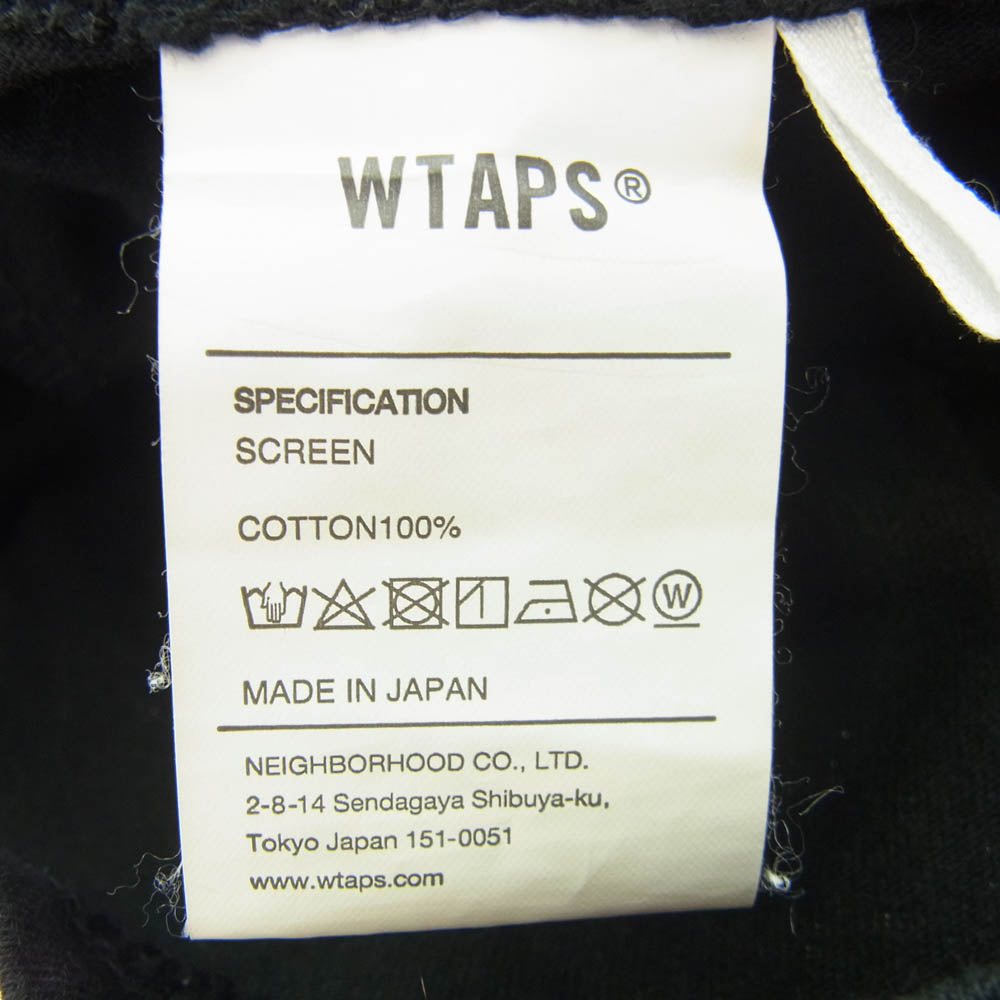 WTAPS®
SPECIFICATION
SCREEN
COTTON100%
W
MADE IN JAPAN
NEIGHBORHOOD CO., LTD.
2-8-14 Sendagaya Shibuya-ku,
Tokyo Japan 151-0051
www.wtaps.com